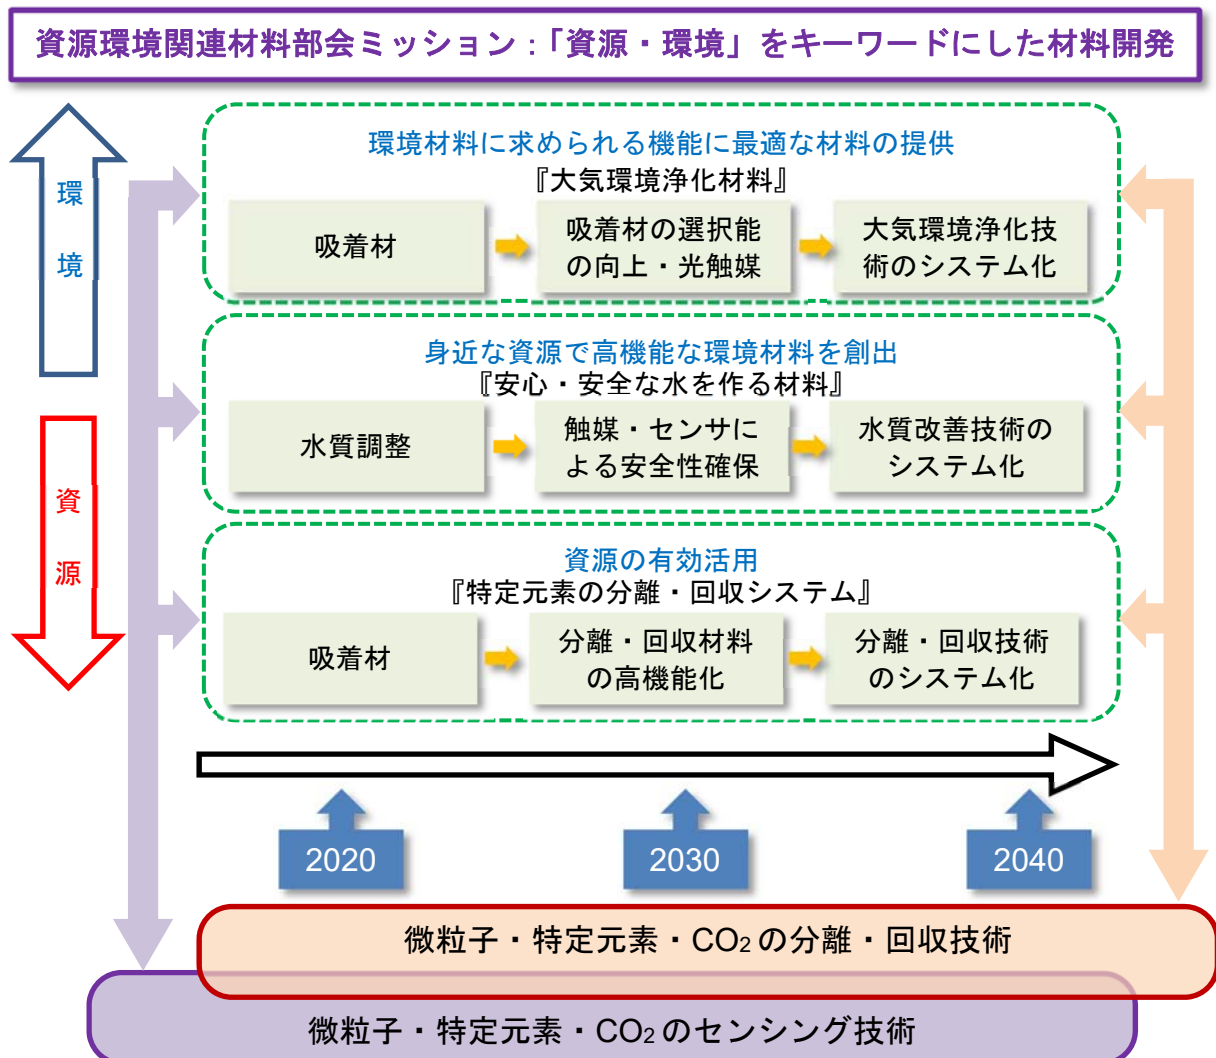 資源環境関連材料部会ミッション：「資源・環境」をキーワードにした材料開発
環境
資源
環境材料に求められる機能に最適な材料の提供
『大気環境浄化材料』
吸着材
吸着材の選択能
の向上・光触媒
大気環境浄化技
術のシステム化
身近な資源で高機能な環境材料を創出
『安心・安全な水を作る材料』
水質調整
触媒・センサに
よる安全性確保
水質改善技術の
システム化
資源の有効活用
『特定元素の分離・回収システム』
吸着材
分離・回収材料
の高機能化
分離・回収技術
のシステム化
2020
2030
2040
微粒子・特定元素・CO₂の分離・回収技術
微粒子・特定元素・CO₂のセンシング技術